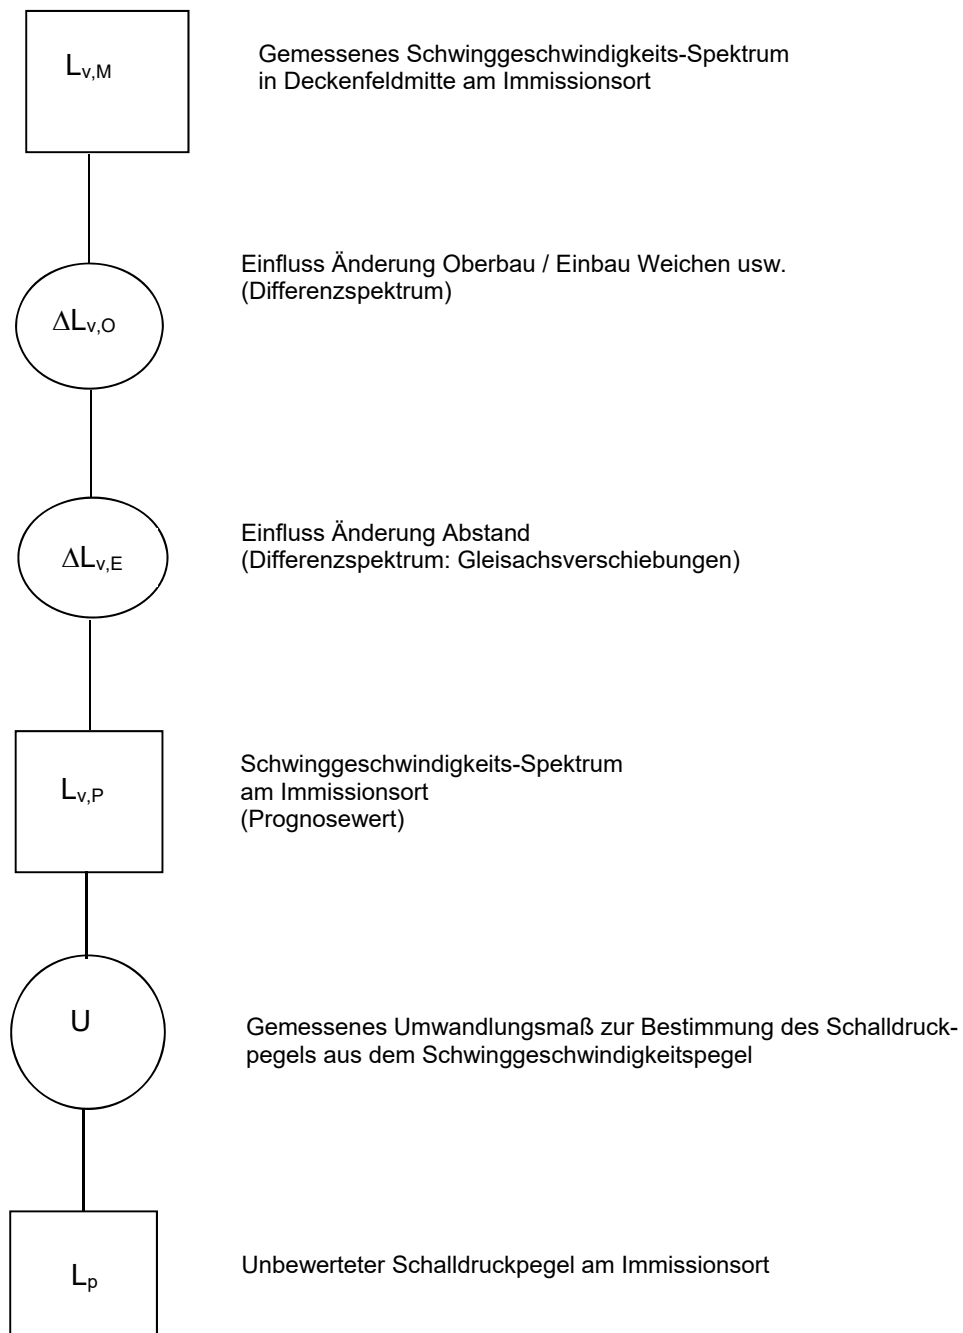 Lv,M
Gemessenes Schwinggeschwindigkeits-Spektrum
in Deckenfeldmitte am Immissionsort
ΔLv,O
Einfluss Änderung Oberbau / Einbau Weichen usw.
(Differenzspektrum)
ΔLv,E
Einfluss Änderung Abstand
(Differenzspektrum: Gleisachsverschiebungen)
Lv,P
Schwinggeschwindigkeits-Spektrum
am Immissionsort
(Prognosewert)
U
Gemessenes Umwandlungsmaß zur Bestimmung des Schalldruck-
pegels aus dem Schwinggeschwindigkeitspegel
Lp
Unbewerteter Schalldruckpegel am Immissionsort